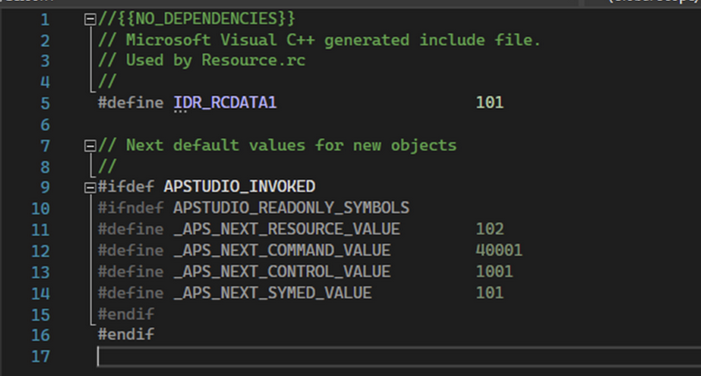 1 //{{NO_DEPENDENCIES}}
2 // Microsoft Visual C++ generated include file.
3 // Used by Resource.rc
4 //
5 #define IDR_RCDATA1 101
6
7 // Next default values for new objects
8 //
9 #ifdef APSTUDIO_INVOKED
10 #ifndef APSTUDIO_READONLY_SYMBOLS
11 #define _APS_NEXT_RESOURCE_VALUE 102
12 #define _APS_NEXT_COMMAND_VALUE 40001
13 #define _APS_NEXT_CONTROL_VALUE 1001
14 #define _APS_NEXT_SYMED_VALUE 101
15 #endif
16 #endif
17